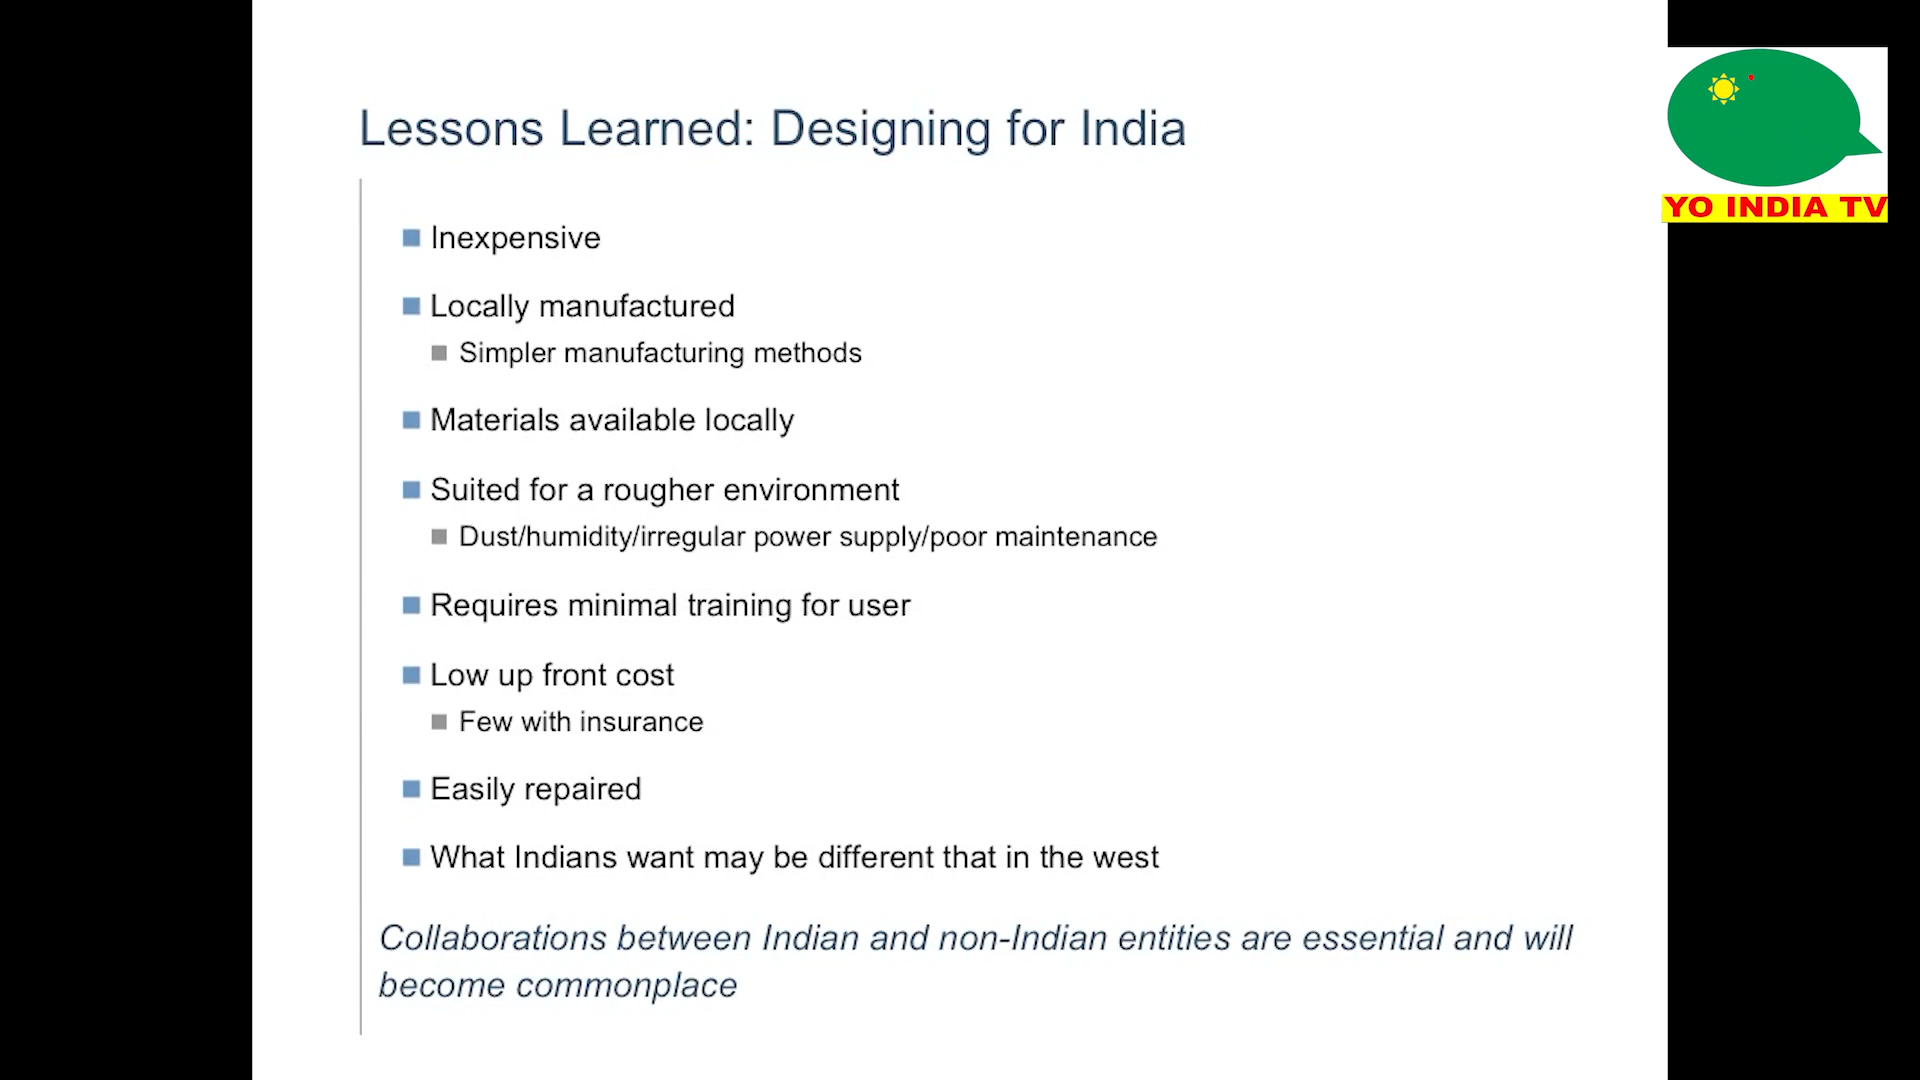 Lessons Learned: Designing for India
YO INDIA TV
Inexpensive
Locally manufactured
Simpler manufacturing methods
Materials available locally
Suited for a rougher environment
Dust/humidity/irregular power supply/poor maintenance
Requires minimal training for user
Low up front cost
Few with insurance
Easily repaired
What Indians want may be different that in the west
Collaborations between Indian and non-Indian entities are essential and will
become commonplace